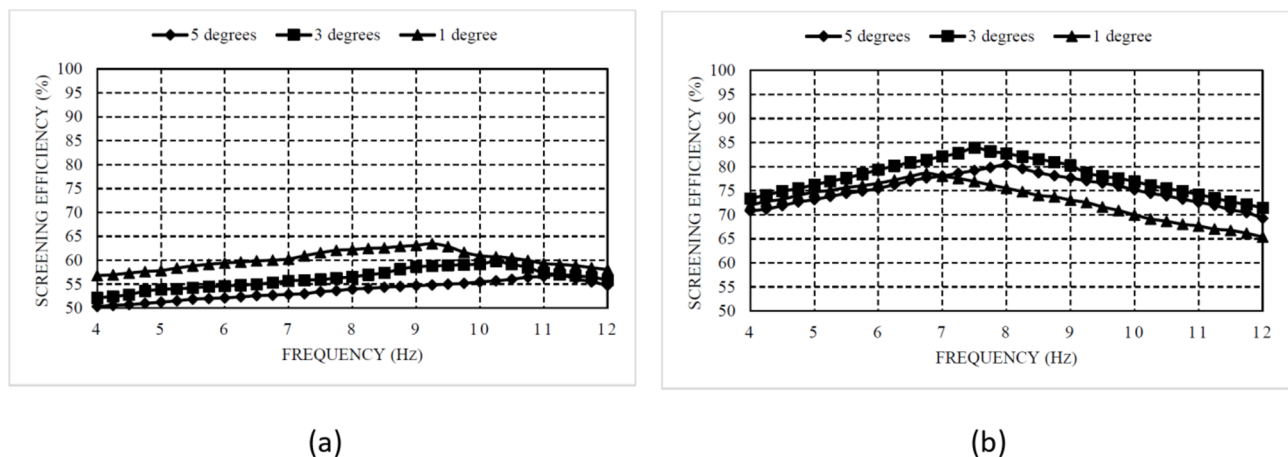 5 degrees 3 degrees 1 degree
SCREENING EFFICIENCY (%)
100
95
90
85
80
75
70
65
60
55
50
4 5 6 7 8 9 10 11 12
FREQUENCY (Hz)
(a)
5 degrees 3 degrees 1 degree
SCREENING EFFICIENCY (%)
100
95
90
85
80
75
70
65
60
55
50
4 5 6 7 8 9 10 11 12
FREQUENCY (Hz)
(b)